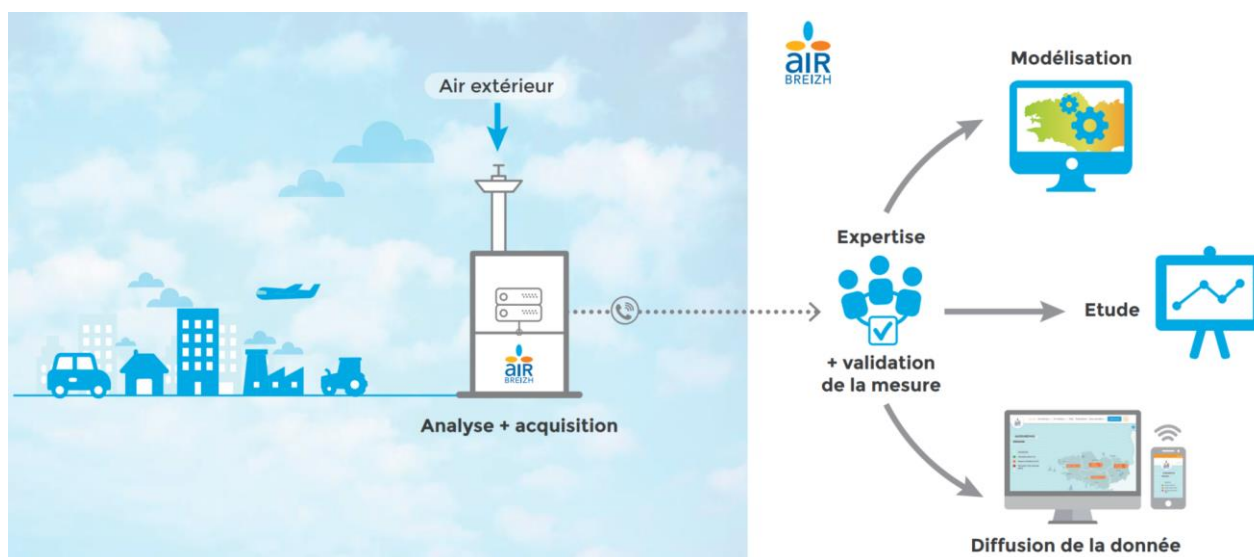 Air extérieur
aiR
BREIZH
Analyse + acquisition
aiR
BREIZH
Expertise
+ validation
de la mesure
Modélisation
Etude
Diffusion de la donnée